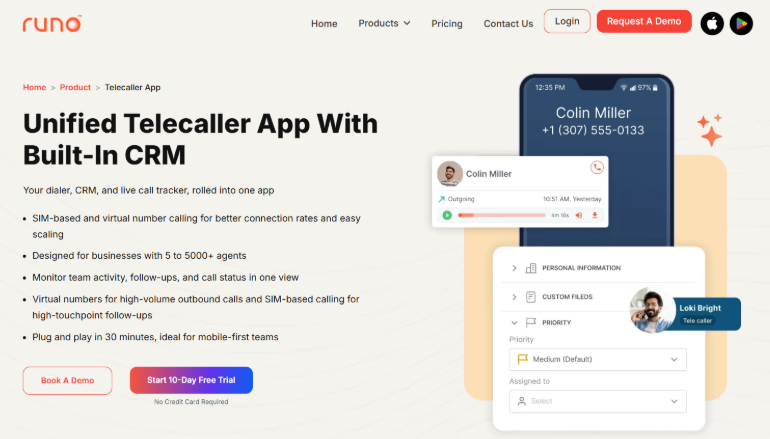 runo
Home
Products
Pricing
Contact Us
Login
Request A Demo
Home > Product > Telecaller App
Unified Telecaller App With
Built-In CRM
Your dialer, CRM, and live call tracker, rolled into one app
• SIM-based and virtual number calling for better connection rates and easy
scaling
• Designed for businesses with 5 to 5000+ agents
• Monitor team activity, follow-ups, and call status in one view
• Virtual numbers for high-volume outbound calls and SIM-based calling for
high-touchpoint follow-ups
• Plug and play in 30 minutes, ideal for mobile-first teams
Book A Demo
Start 10-Day Free Trial
No Credit Card Required
12:35 PM
97%
Colin Miller
+1 (307) 555-0133
Colin Miller
Outgoing
10:51 AM, Yesterday
4m 16s
PERSONAL INFORMATION
CUSTOM FILEDS
PRIORITY
Loki Bright
Tele caller
Priority
Medium (Default)
Assigned to
Select